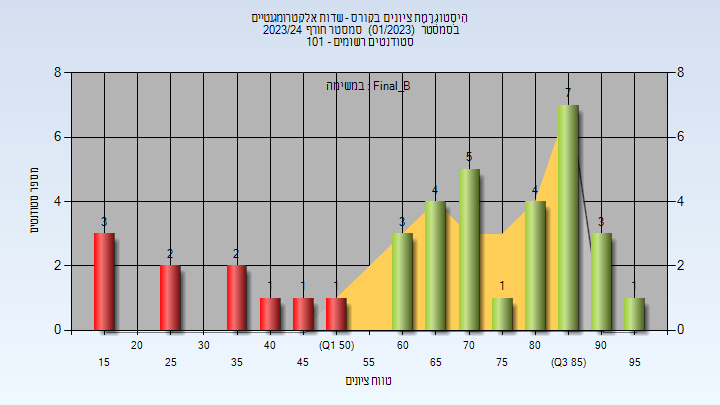 היסטוגרמת ציונים בקורס - שדות אלקטרומגנטיים
בסמסטר (01/2023) סמסטר חורף 2023/24
סטודנטים רשומים - 101
במשימה : Final_B
מספר סטודנטים
8 8
6 6
4 4
2 2
0 0
3 2 2 1 1 1 3 4 5 1 4 7 3 1
20 30 40 (Q1 50) 60 70 80 90
15 25 35 45 55 65 75 (Q3 85) 95
טווח ציונים